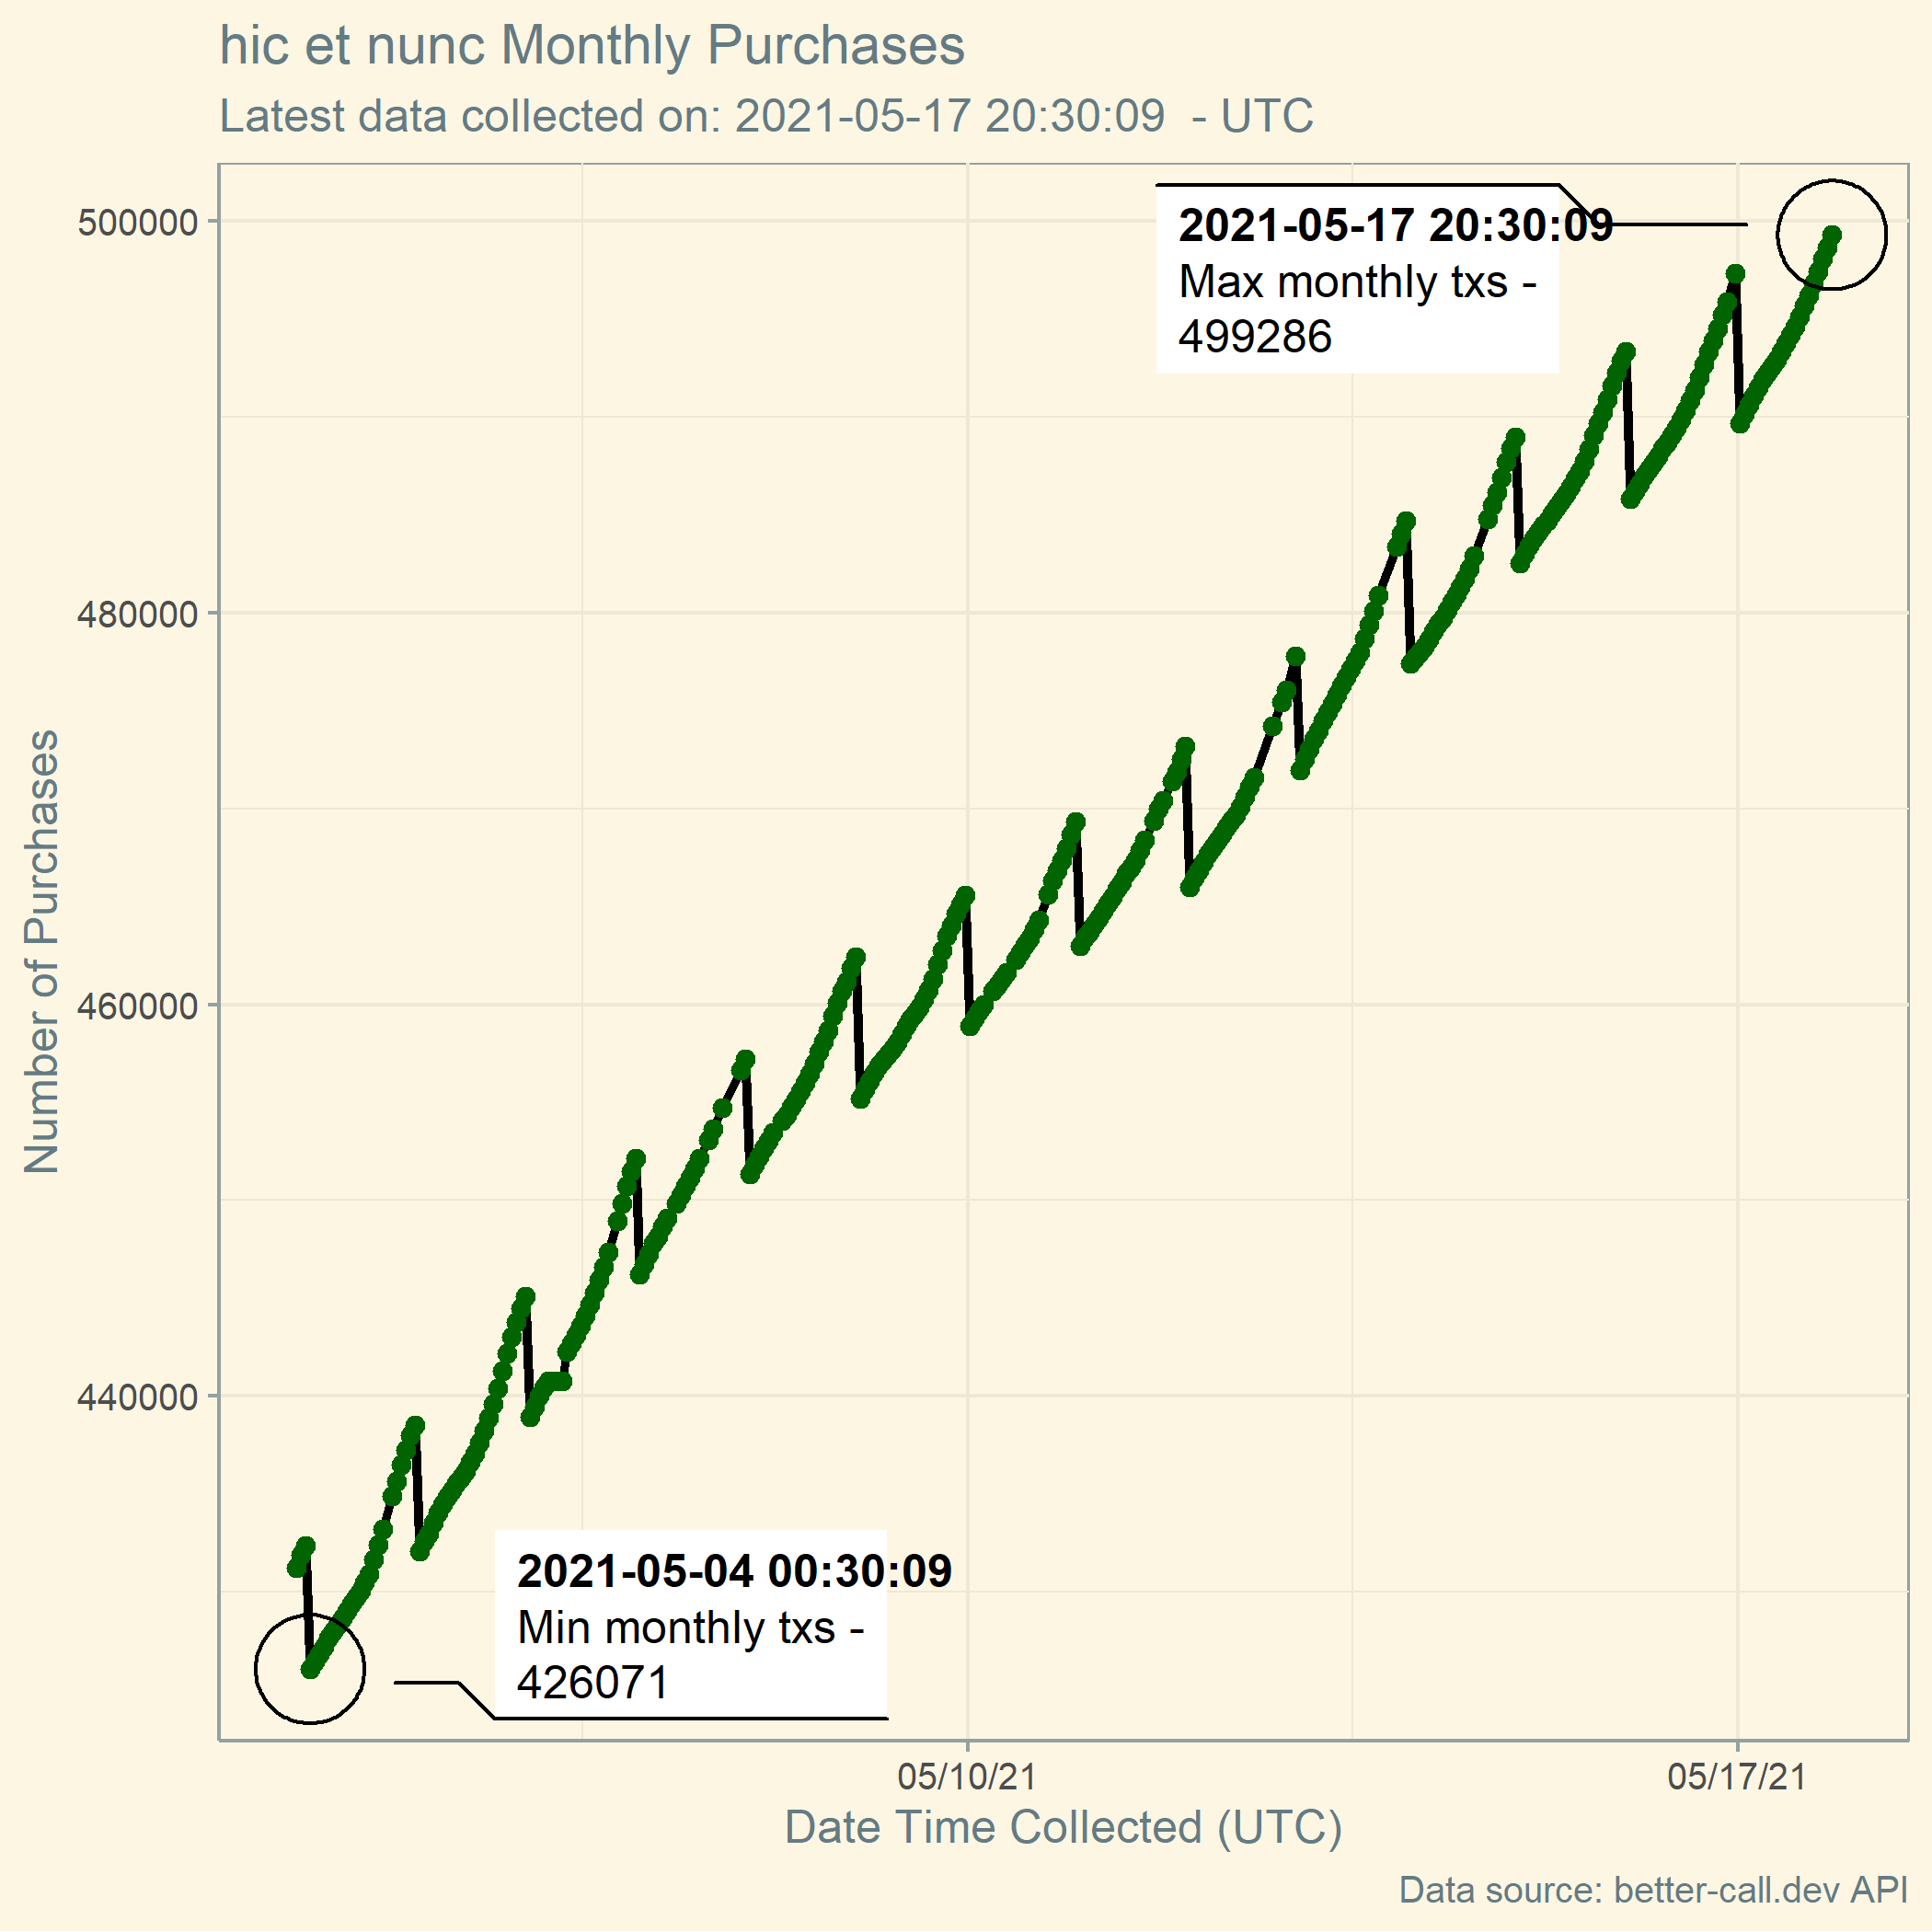 hic et nunc Monthly Purchases
Latest data collected on: 2021-05-17 20:30:09  - UTC
500000
480000
460000
440000
Number of Purchases
2021-05-17 20:30:09
Max monthly txs -
499286
2021-05-04 00:30:09
Min monthly txs -
426071
05/10/21
05/17/21
Date Time Collected (UTC)
Data source: better-call.dev API